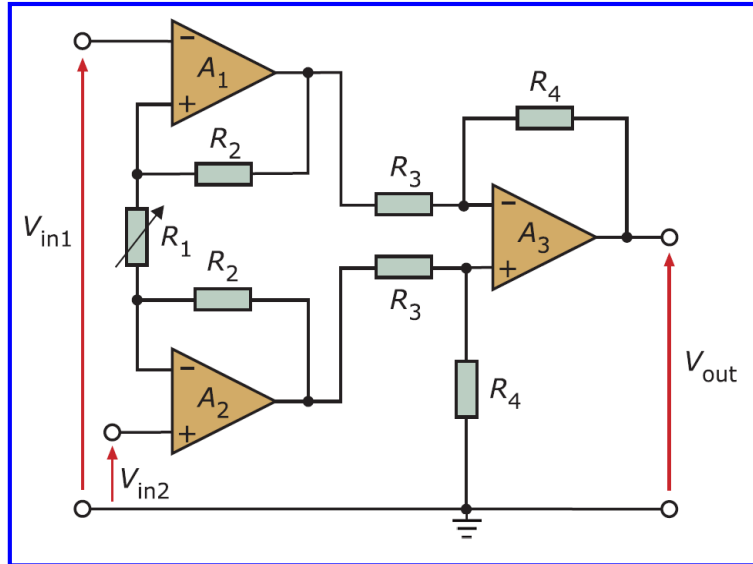 − A1
+
R4
R2
R3
Vin1
R1
− A3
+
R2
R3
Vout
− A2
+
R4
Vin2